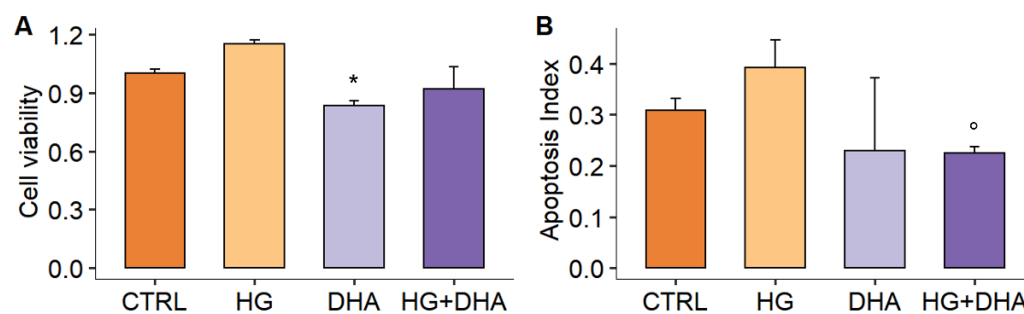 A
Cell viability
1.2
0.9
0.6
0.3
0.0
*
CTRL HG DHA HG+DHA
B
Apoptosis Index
0.4
0.3
0.2
0.1
0.0
°
CTRL HG DHA HG+DHA